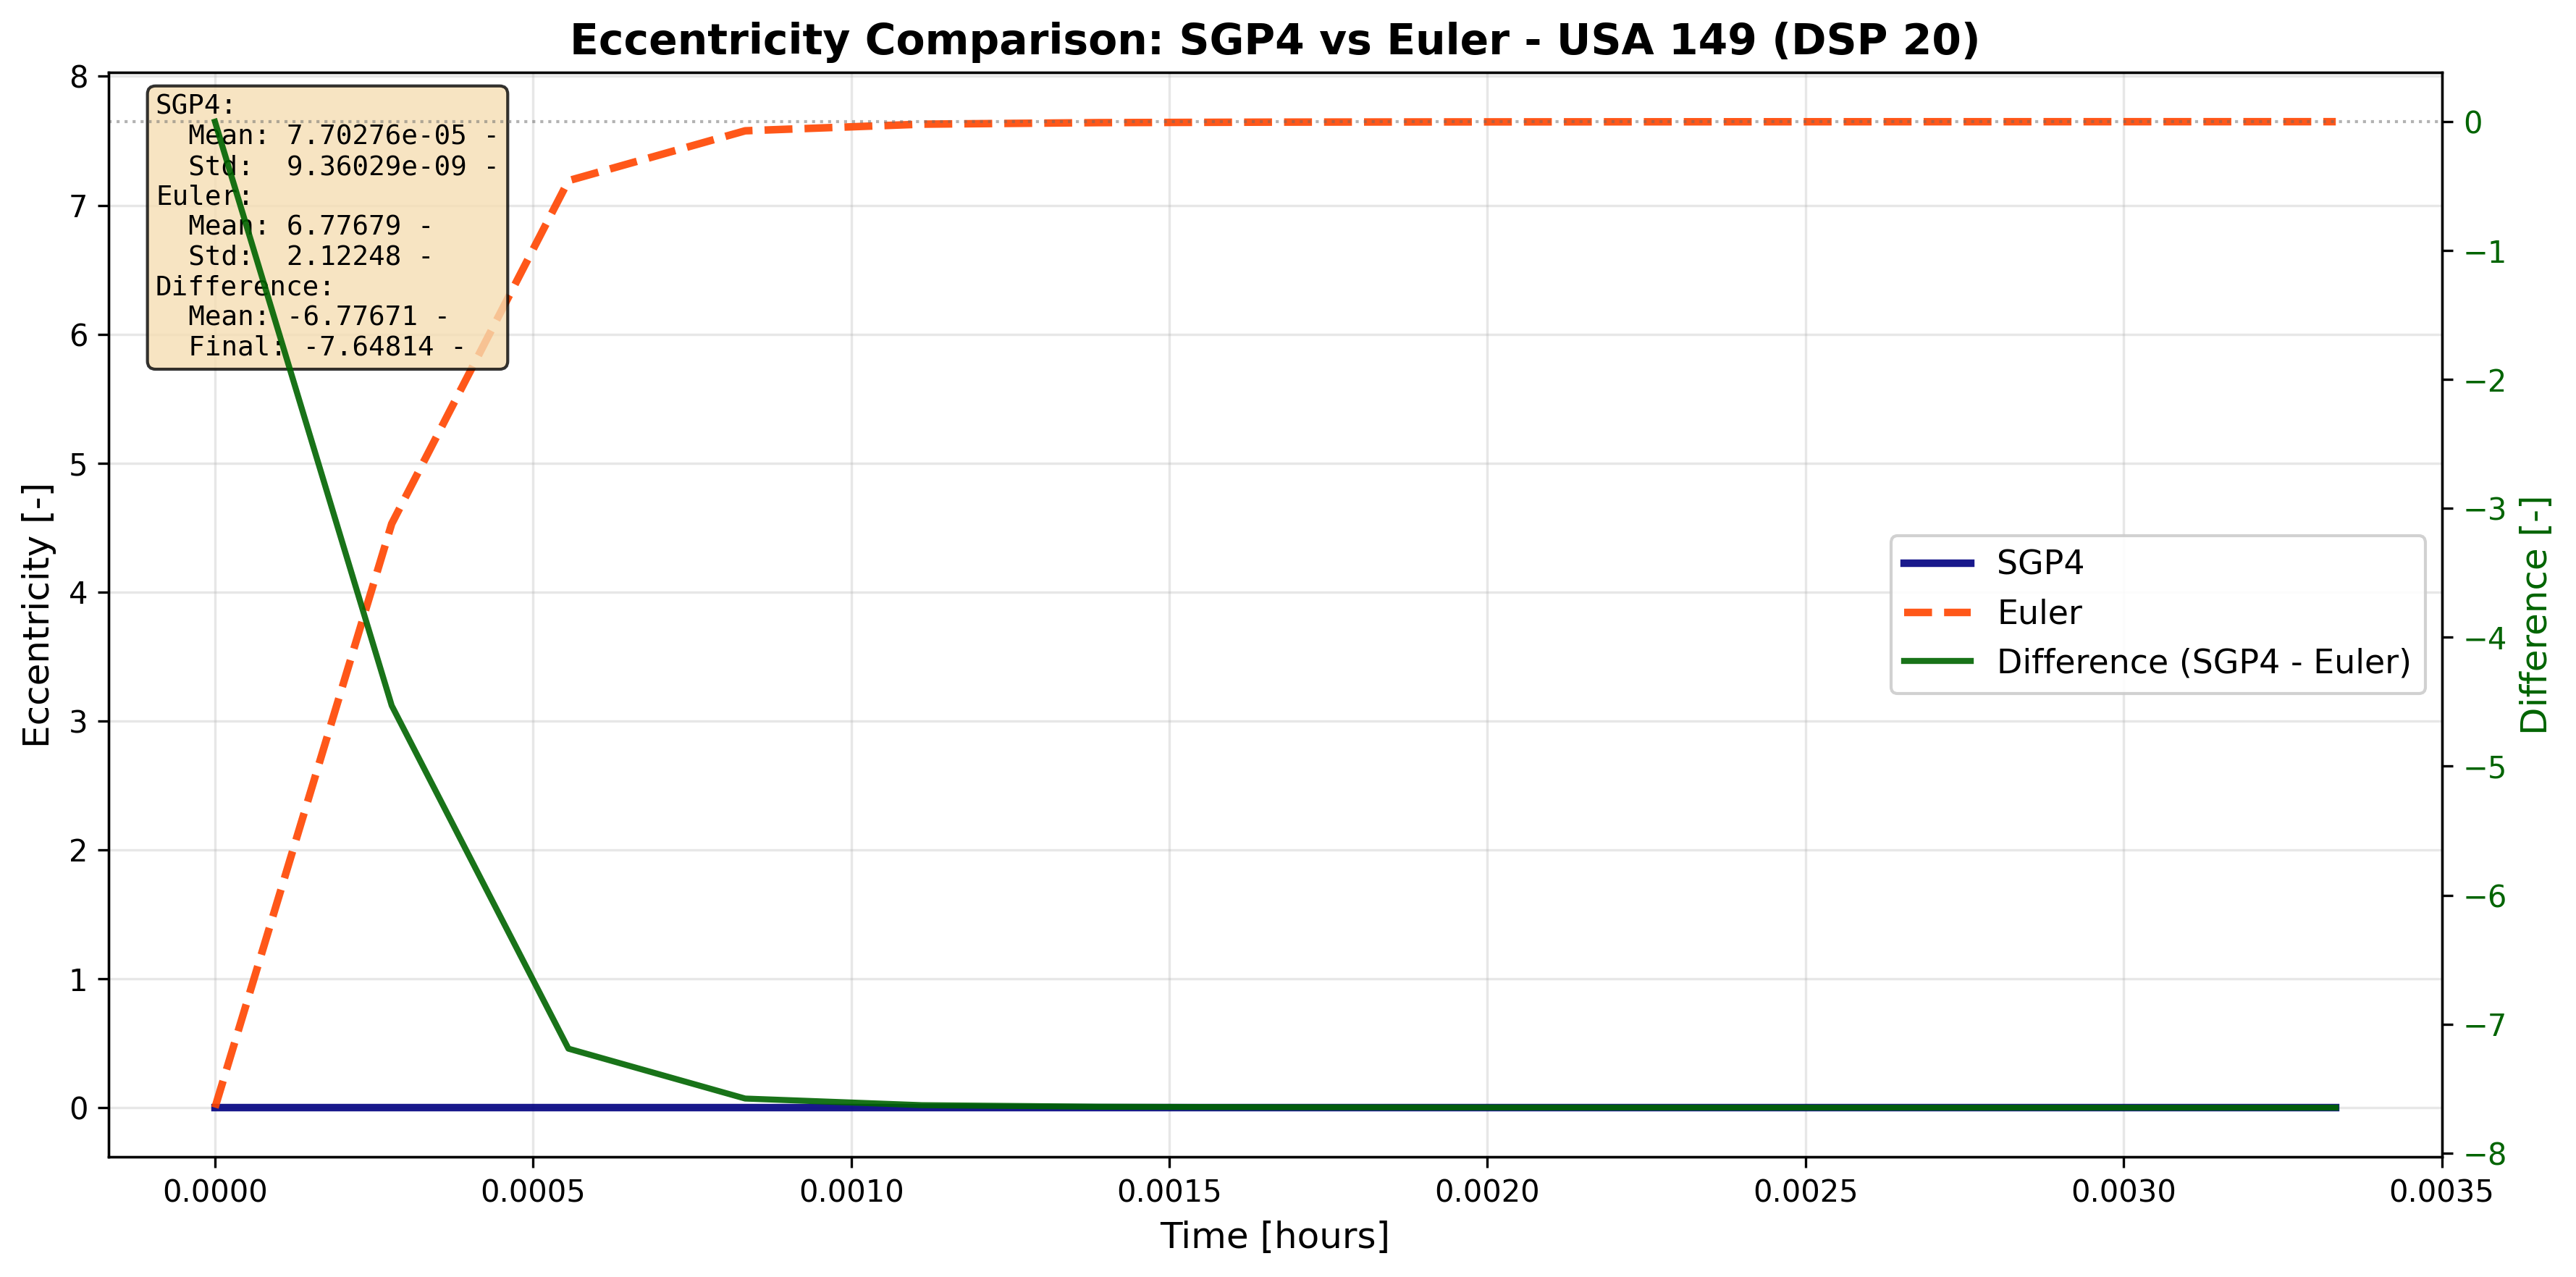 Eccentricity Comparison: SGP4 vs Euler - USA 149 (DSP 20)
SGP4:
Mean: 7.70276e-05 -
Std: 9.36029e-09 -
Euler:
Mean: 6.77679 -
Std: 2.12248 -
Difference:
Mean: -6.77671 -
Final: -7.64814 -
8
7
6
5
4
3
2
1
0
Eccentricity [-]
0
−1
−2
−3
−4
−5
−6
−7
−8
Difference [-]
SGP4
Euler
Difference (SGP4 - Euler)
0.0000 0.0005 0.0010 0.0015 0.0020 0.0025 0.0030 0.0035
Time [hours]